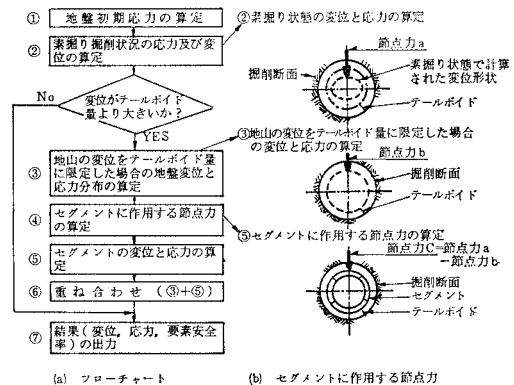 ① 地盤初期応力の算定
② 素掘り掘削状況の応力及び変
位の算定
No
変位がテールボイド
量より大きいか?
YES
③ 地山の変位をテールボイド量
に限定した場合の地盤変位と
応力分布の算定
④ セグメントに作用する節点力
の算定
⑤ セグメントの変位と応力の算
定
⑥ 重ね合わせ (③+⑤)
⑦ 結果(変位,応力,要素安全
率)の出力
(a) フローチャート
②素掘り状態の変位と応力の算定
節点力a
掘削断面
素掘り状態で計算
された変位形状
テールボイド
③地山の変位をテールボイド量に限定した場合
の変位と応力の算定
節点力b
掘削断面
テールボイド
⑤セグメントに作用する節点力の算定
節点力C=節点力a
-節点力b
掘削断面
セグメント
テールボイド
(b) セグメントに作用する節点力